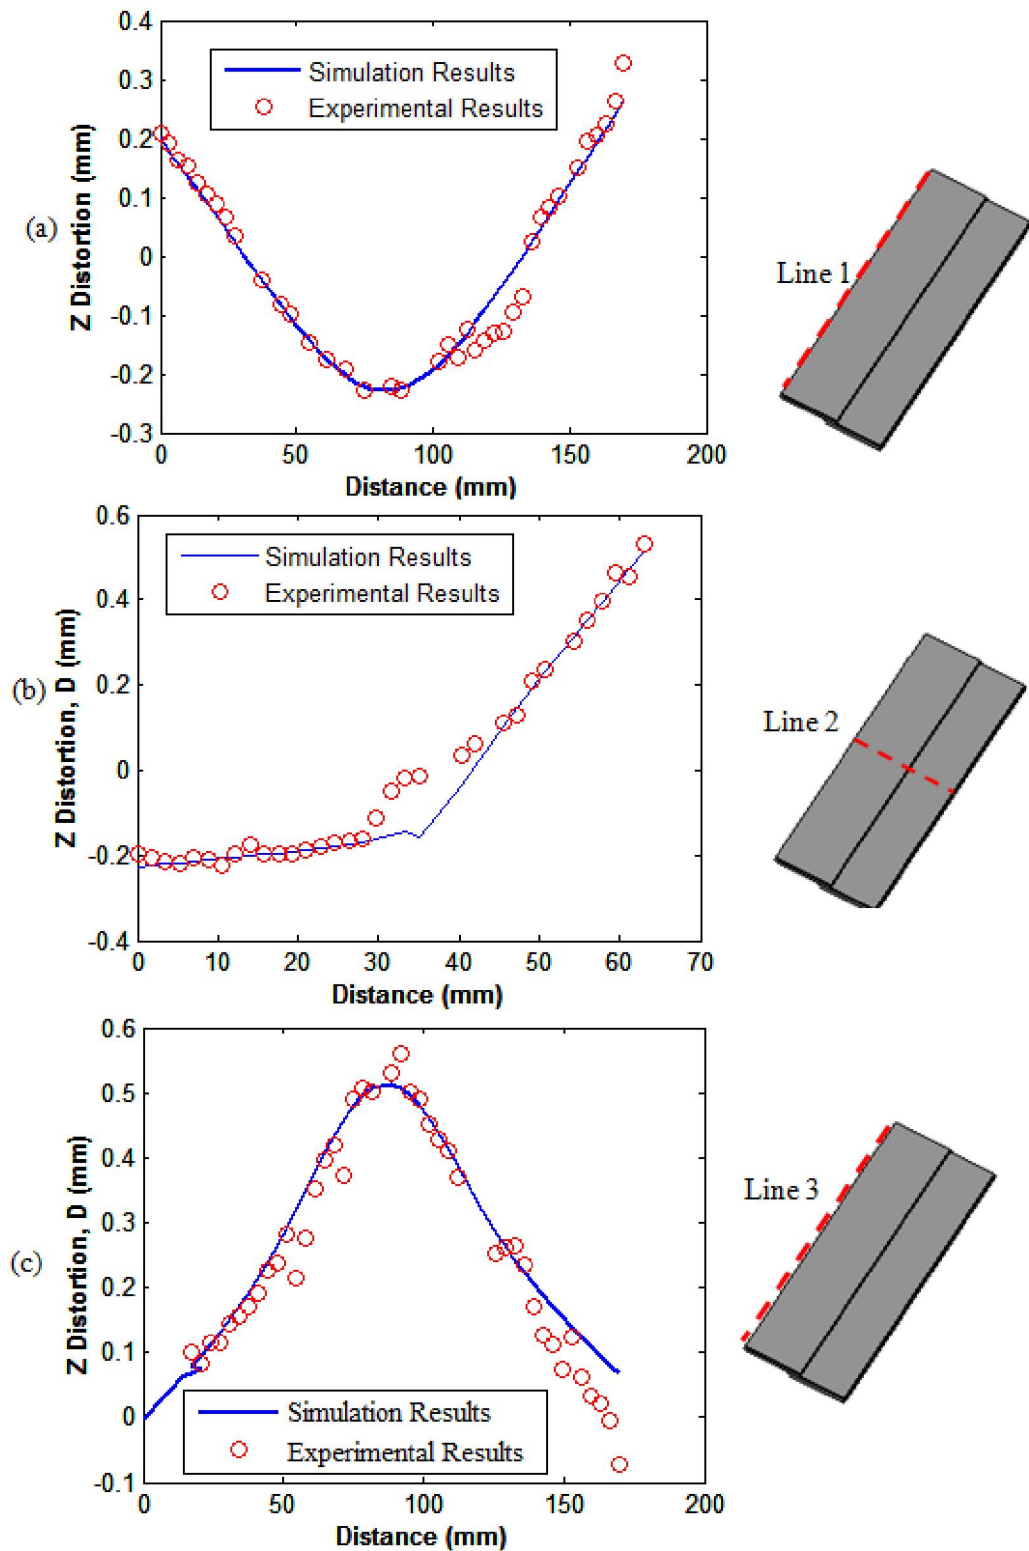 0.4
0.3
0.2
0.1
0
-0.1
-0.2
-0.3
Z Distortion (mm)
(a)
Simulation Results
Experimental Results
0 50 100 150 200
Distance (mm)
Line 1
0.6
0.4
0.2
0
-0.2
-0.4
Z Distortion, D (mm)
(b)
Simulation Results
Experimental Results
0 10 20 30 40 50 60 70
Distance (mm)
Line 2
0.6
0.5
0.4
0.3
0.2
0.1
0
-0.1
Z Distortion, D (mm)
(c)
Simulation Results
Experimental Results
0 50 100 150 200
Distance (mm)
Line 3